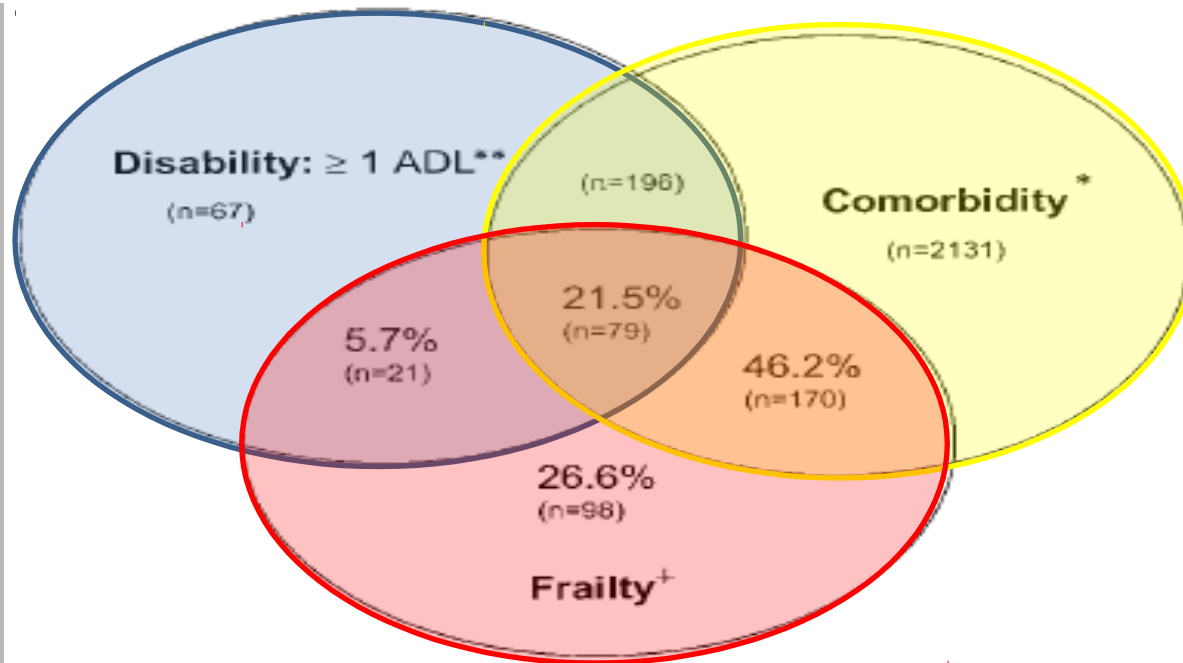 Disability: ≥ 1 ADL**
(n=67)
(n=196)
Comorbidity*
(n=2131)
21.5%
(n=79)
5.7%
(n=21)
46.2%
(n=170)
26.6%
(n=98)
Frailty+